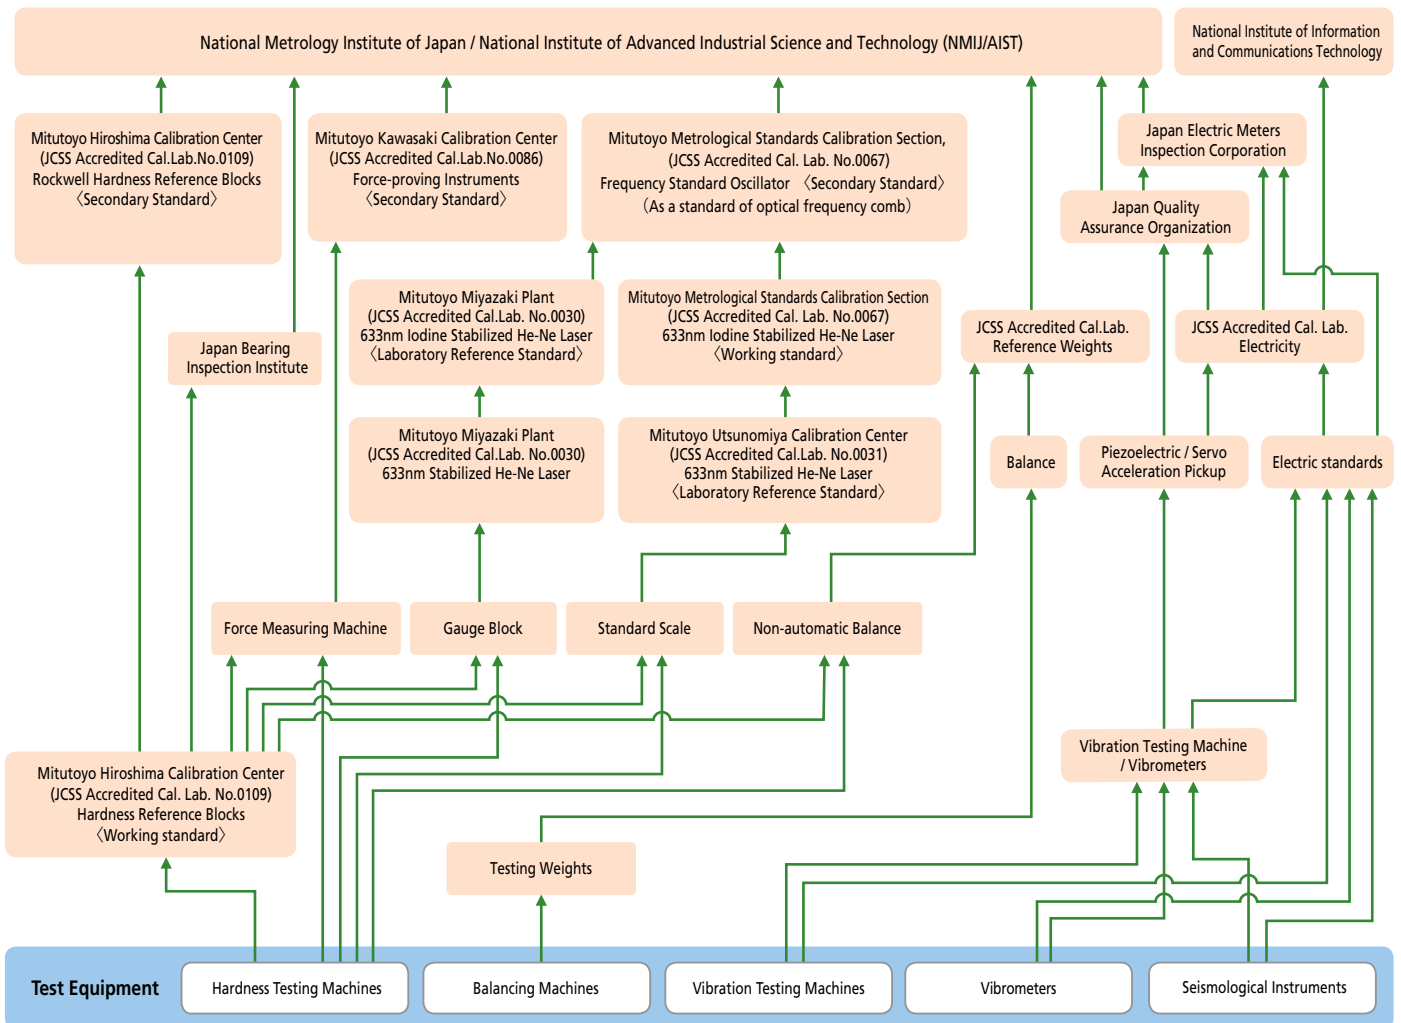 National Metrology Institute of Japan / National Institute of Advanced Industrial Science and Technology (NMIJ/AIST)
National Institute of Information
and Communications Technology
Mitutoyo Hiroshima Calibration Center
(JCSS Accredited Cal.Lab.No.0109)
Rockwell Hardness Reference Blocks
〈Secondary Standard〉
Mitutoyo Kawasaki Calibration Center
(JCSS Accredited Cal.Lab.No.0086)
Force-proving Instruments
〈Secondary Standard〉
Mitutoyo Metrological Standards Calibration Section,
(JCSS Accredited Cal. Lab. No.0067)
Frequency Standard Oscillator 〈Secondary Standard〉
(As a standard of optical frequency comb)
Japan Electric Meters
Inspection Corporation
Japan Quality
Assurance Organization
Japan Bearing
Inspection Institute
Mitutoyo Miyazaki Plant
(JCSS Accredited Cal.Lab. No.0030)
633nm Iodine Stabilized He-Ne Laser
〈Laboratory Reference Standard〉
Mitutoyo Metrological Standards Calibration Section
(JCSS Accredited Cal. Lab. No.0067)
633nm Iodine Stabilized He-Ne Laser
〈Working standard〉
JCSS Accredited Cal.Lab.
Reference Weights
JCSS Accredited Cal. Lab.
Electricity
Mitutoyo Miyazaki Plant
(JCSS Accredited Cal.Lab. No.0030)
633nm Stabilized He-Ne Laser
Mitutoyo Utsunomiya Calibration Center
(JCSS Accredited Cal.Lab. No.0031)
633nm Stabilized He-Ne Laser
〈Laboratory Reference Standard〉
Balance
Piezoelectric / Servo
Acceleration Pickup
Electric standards
Force Measuring Machine
Gauge Block
Standard Scale
Non-automatic Balance
Mitutoyo Hiroshima Calibration Center
(JCSS Accredited Cal. Lab. No.0109)
Hardness Reference Blocks
〈Working standard〉
Vibration Testing Machine
/ Vibrometers
Testing Weights
Test Equipment
Hardness Testing Machines
Balancing Machines
Vibration Testing Machines
Vibrometers
Seismological Instruments